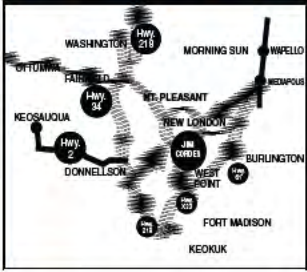 Hwy. 218
WASHINGTON
MORNING SUN
WAPELLO
OTTUMWA
FAIRFIELD
MEDIAPOLIS
Hwy. 34
MT. PLEASANT
KEOSAUQUA
NEW LONDON
Hwy. 2
JIM
BURLINGTON
DONNELLSON
WEST
POINT
Hwy.
Hwy.
Hwy. 218
FORT MADISON
KEOKUK